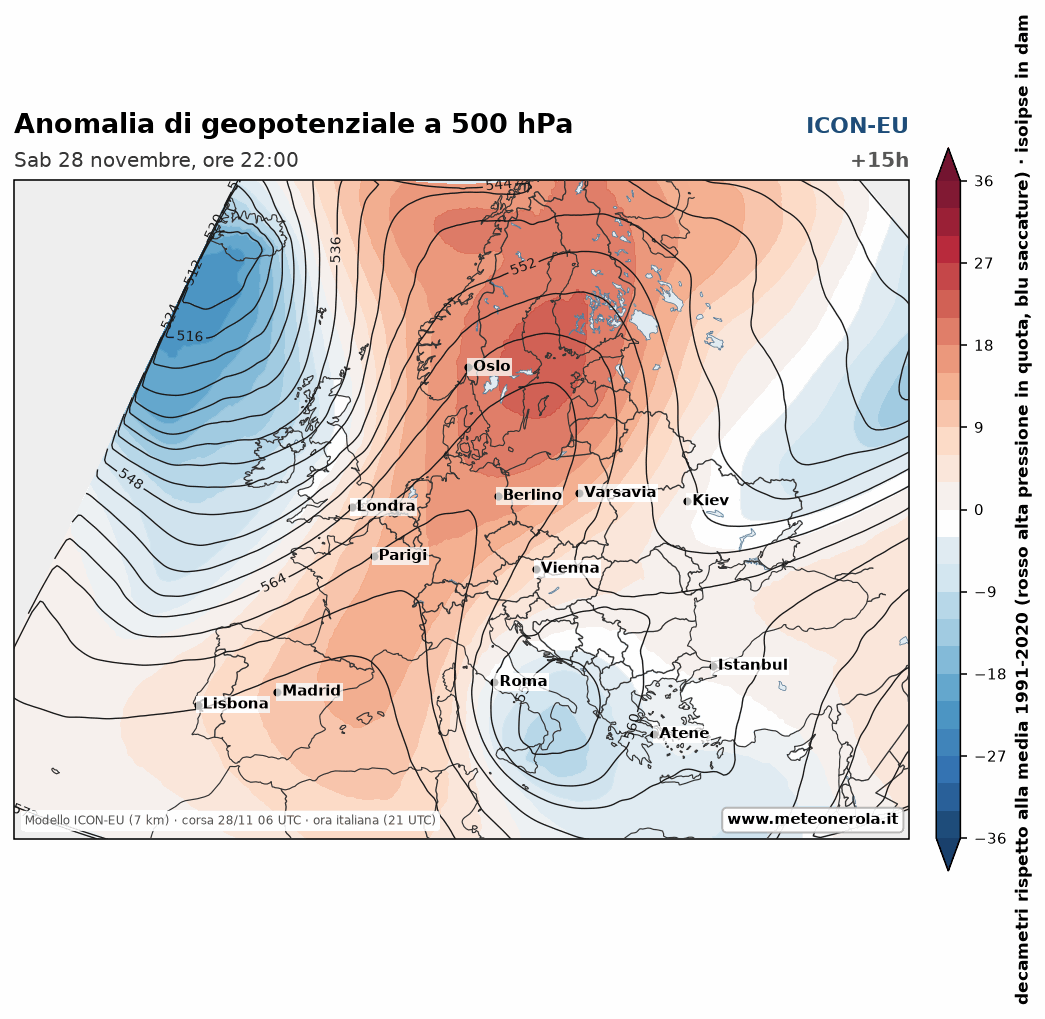 Anomalia di geopotenziale a 500 hPa
ICON-EU
Sab 28 novembre, ore 22:00
+15h
544
520
536
552
512
524
516
Oslo
548
Londra
Berlino
Varsavia
Kiev
Parigi
Vienna
564
Istanbul
Roma
Madrid
Lisbona
560
Atene
Modello ICON-EU (7 km) · corsa 28/11 06 UTC · ora italiana (21 UTC)
www.meteonerola.it
36
27
18
9
0
−9
−18
−27
−36
decametri rispetto alla media 1991-2020 (rosso alta pressione in quota, blu saccature) · isoipse in dam